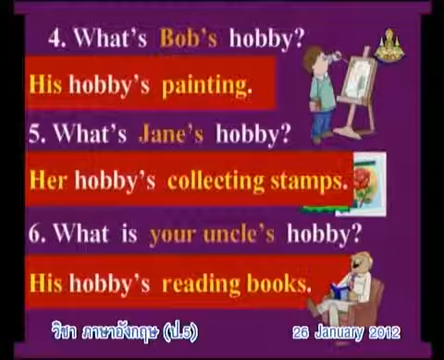 4. What's Bob's hobby?
His hobby's painting.
5. What's Jane's hobby?
Her hobby's collecting stamps.
6. What is your uncle's hobby?
His hobby's reading books.
วิชา ภาษาอังกฤษ (ป.5)
26 January 2012